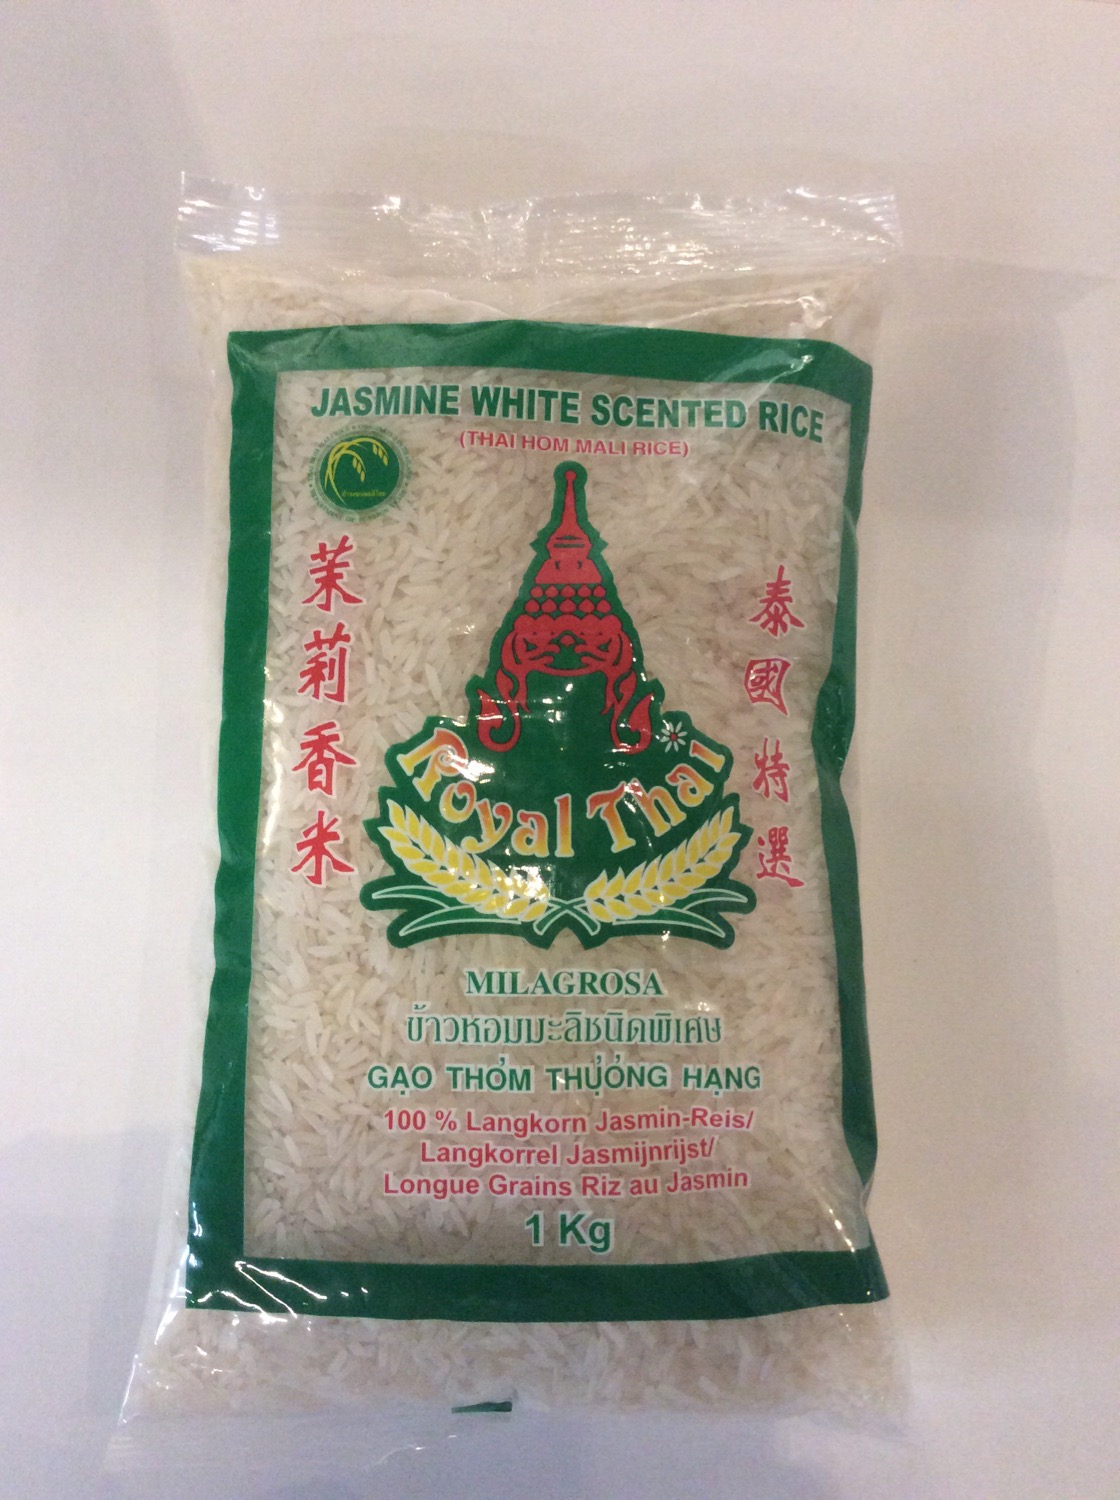 JASMINE WHITE SCENTED RICE
(THAI HOM MALI RICE)
茉莉香米
泰國特選
Royal Thai
MILAGROSA
ข้าวหอมมะลิชนิดพิเศษ
GẠO THỎM THỰỎNG HẠNG
100 % Langkorn Jasmin-Reis/
Langkorrel Jasmijnrijst/
Longue Grains Riz au Jasmin
1 Kg